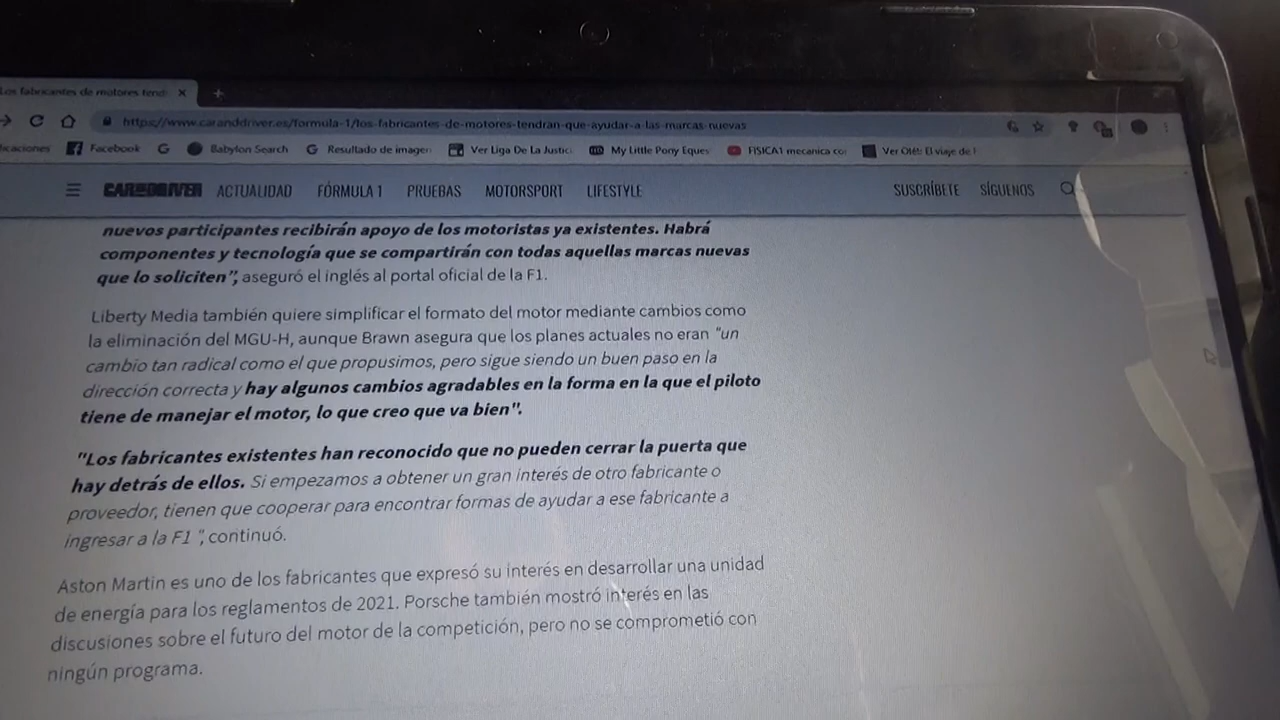 Los fabricantes de motores tend
https://www.caranddriver.es/formula-1/los-fabricantes-de-motores-tendran-que-ayudar-a-las-marcas-nuevas
licaciones Facebook Babylon Search Resultado de imagen Ver Liga De La Justic My Little Pony Eques FISICA1 mecanica co Ver Otét: El viaje de
CAR AND DRIVER ACTUALIDAD FÓRMULA 1 PRUEBAS MOTORSPORT LIFESTYLE SUSCRÍBETE SÍGUENOS
nuevos participantes recibirán apoyo de los motoristas ya existentes. Habrá
componentes y tecnología que se compartirán con todas aquellas marcas nuevas
que lo soliciten", aseguró el inglés al portal oficial de la F1.
Liberty Media también quiere simplificar el formato del motor mediante cambios como
la eliminación del MGU-H, aunque Brawn asegura que los planes actuales no eran "un
cambio tan radical como el que propusimos, pero sigue siendo un buen paso en la
dirección correcta y hay algunos cambios agradables en la forma en la que el piloto
tiene de manejar el motor, lo que creo que va bien".
"Los fabricantes existentes han reconocido que no pueden cerrar la puerta que
hay detrás de ellos. Si empezamos a obtener un gran interés de otro fabricante o
proveedor, tienen que cooperar para encontrar formas de ayudar a ese fabricante a
ingresar a la F1 ", continuó.
Aston Martin es uno de los fabricantes que expresó su interés en desarrollar una unidad
de energía para los reglamentos de 2021. Porsche también mostró interés en las
discusiones sobre el futuro del motor de la competición, pero no se comprometió con
ningún programa.